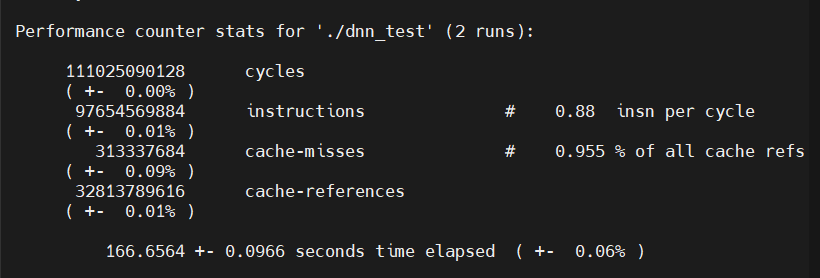 Performance counter stats for './dnn_test' (2 runs):
111025090128 cycles
( +- 0.00% )
97654569884 instructions # 0.88 insn per cycle
( +- 0.01% )
313337684 cache-misses # 0.955 % of all cache refs
( +- 0.09% )
32813789616 cache-references
( +- 0.01% )
166.6564 +- 0.0966 seconds time elapsed ( +- 0.06% )